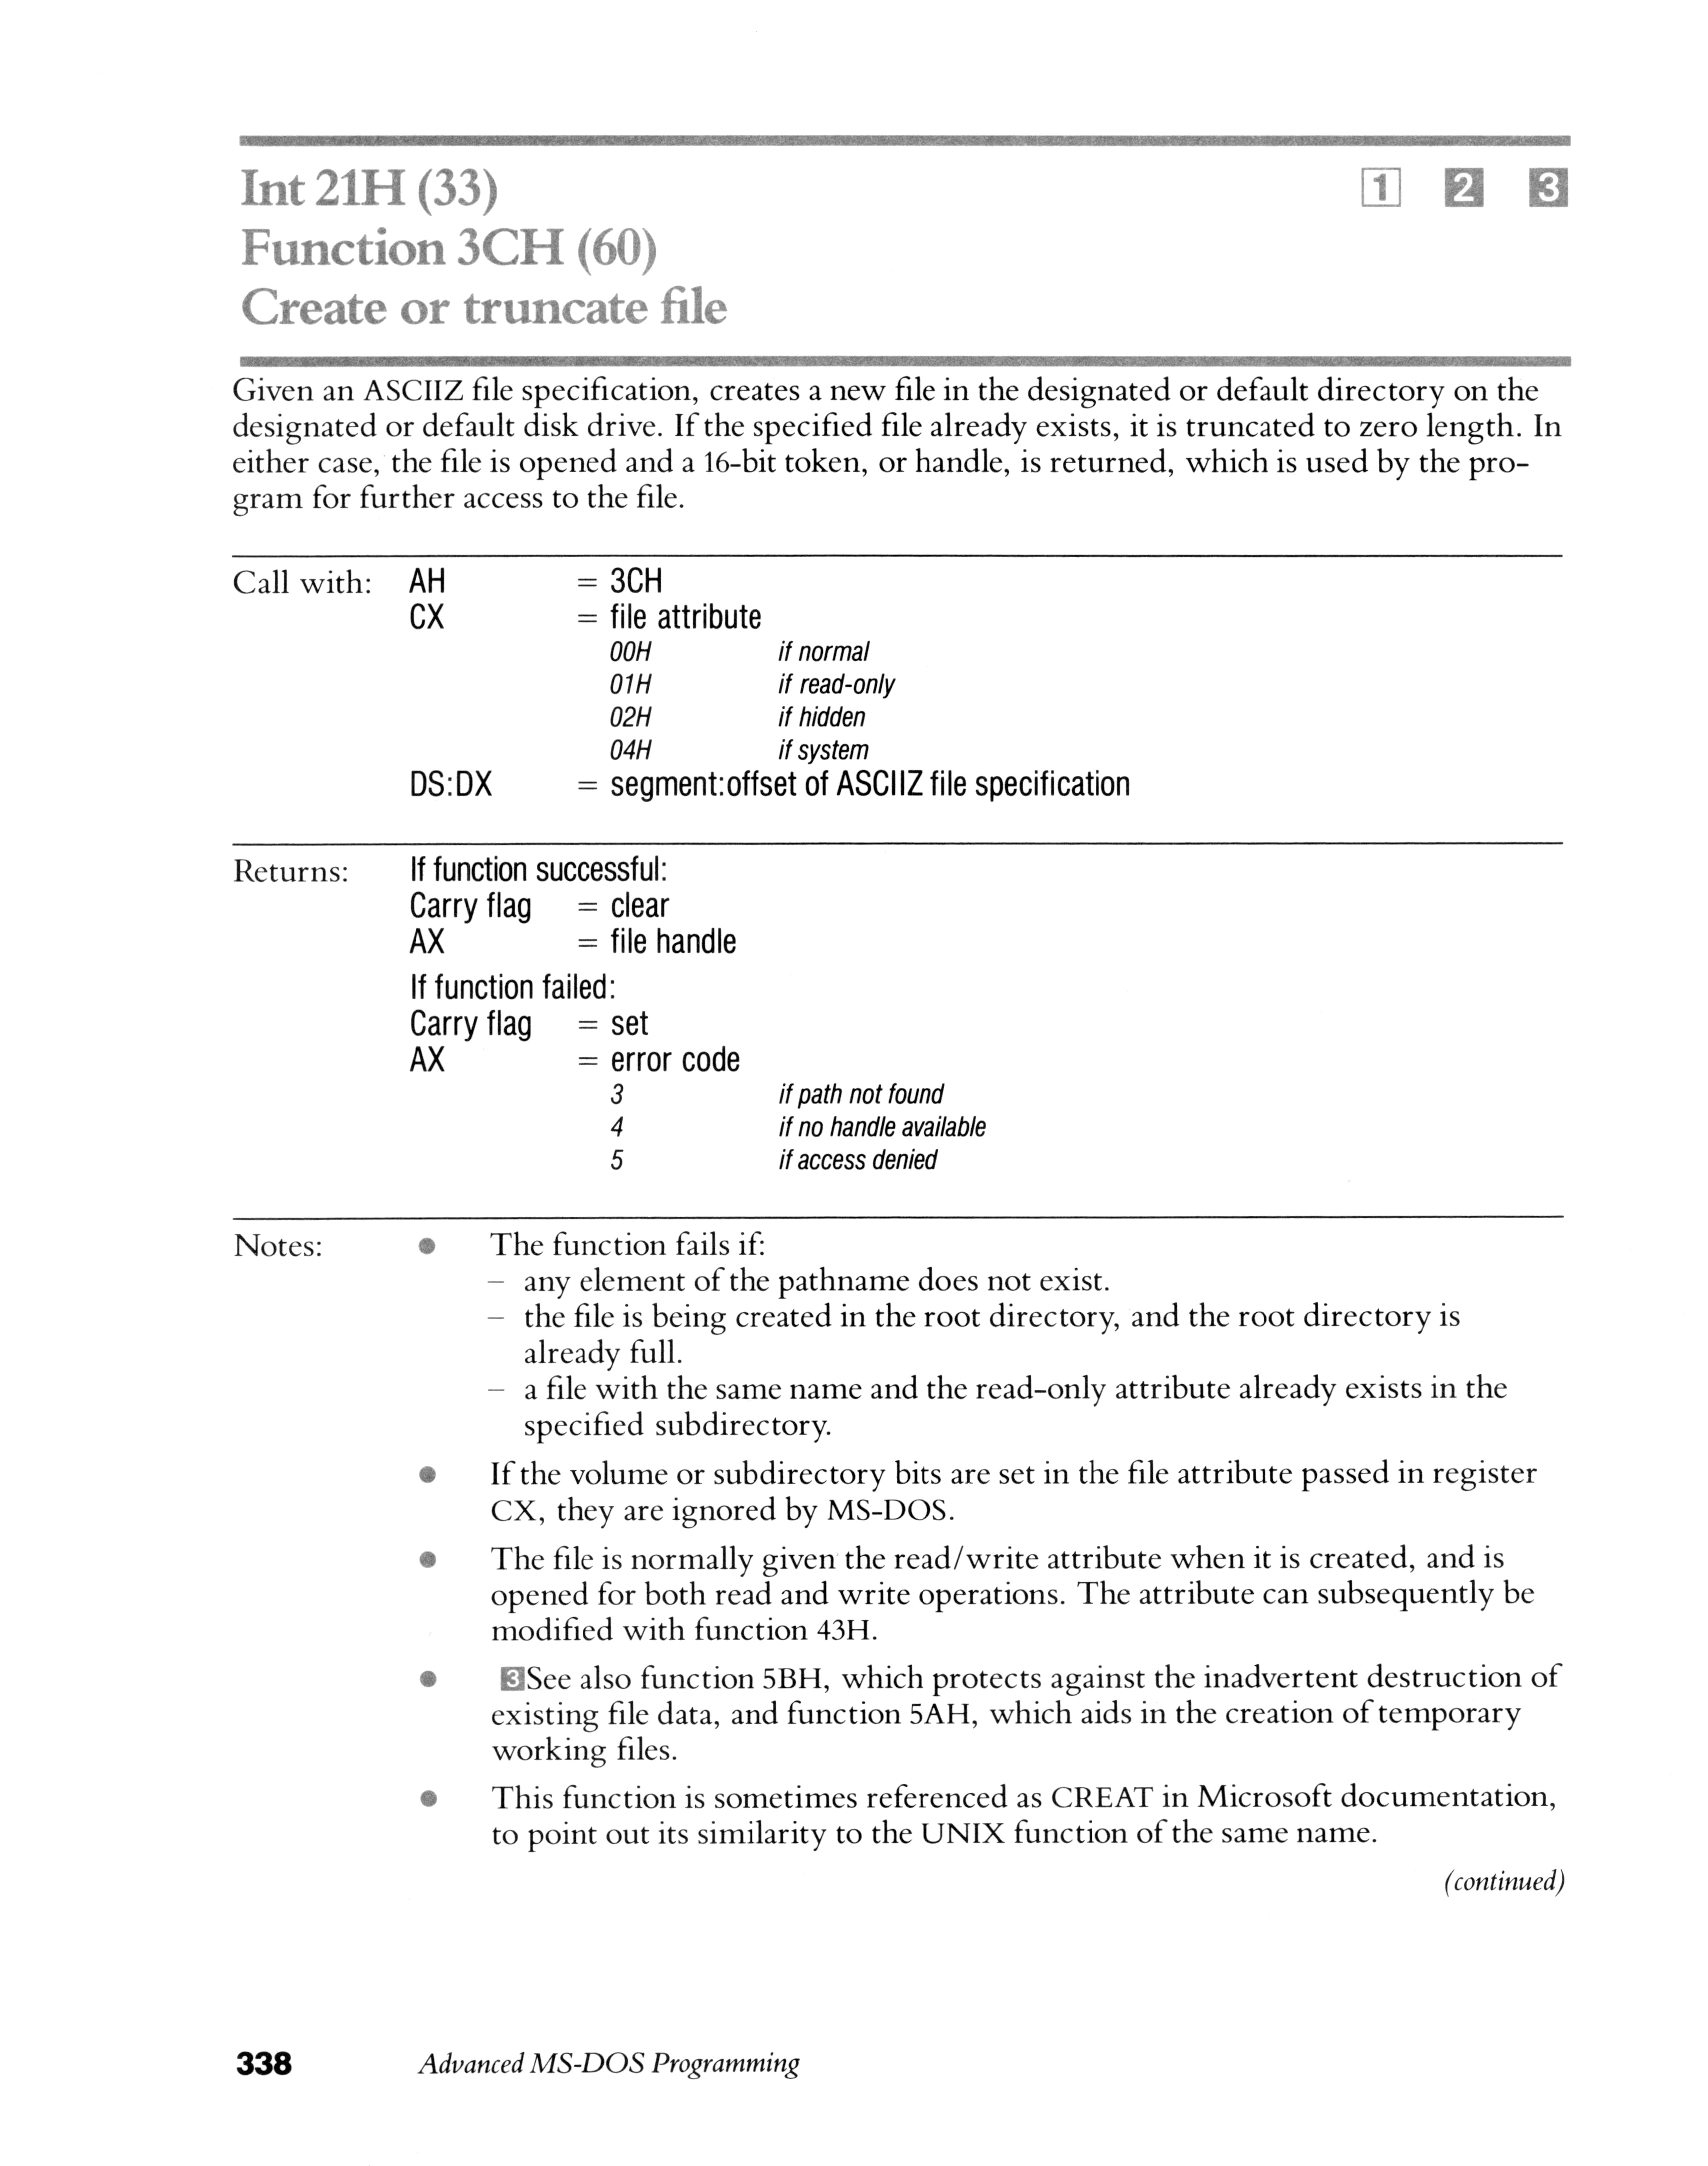 Int 21H (33) 1 2 3
Function 3CH (60)
Create or truncate file
Given an ASCIIZ file specification, creates a new file in the designated or default directory on the
designated or default disk drive. If the specified file already exists, it is truncated to zero length. In
either case, the file is opened and a 16-bit token, or handle, is returned, which is used by the pro-
gram for further access to the file.
Call with: AH = 3CH
CX = file attribute
00H if normal
01H if read-only
02H if hidden
04H if system
DS:DX = segment:offset of ASCIIZ file specification
Returns: If function successful:
Carry flag = clear
AX = file handle
If function failed:
Carry flag = set
AX = error code
3 if path not found
4 if no handle available
5 if access denied
Notes: ● The function fails if:
– any element of the pathname does not exist.
– the file is being created in the root directory, and the root directory is
already full.
– a file with the same name and the read-only attribute already exists in the
specified subdirectory.
● If the volume or subdirectory bits are set in the file attribute passed in register
CX, they are ignored by MS-DOS.
● The file is normally given the read/write attribute when it is created, and is
opened for both read and write operations. The attribute can subsequently be
modified with function 43H.
● 3 See also function 5BH, which protects against the inadvertent destruction of
existing file data, and function 5AH, which aids in the creation of temporary
working files.
● This function is sometimes referenced as CREAT in Microsoft documentation,
to point out its similarity to the UNIX function of the same name.
(continued)
338 Advanced MS-DOS Programming